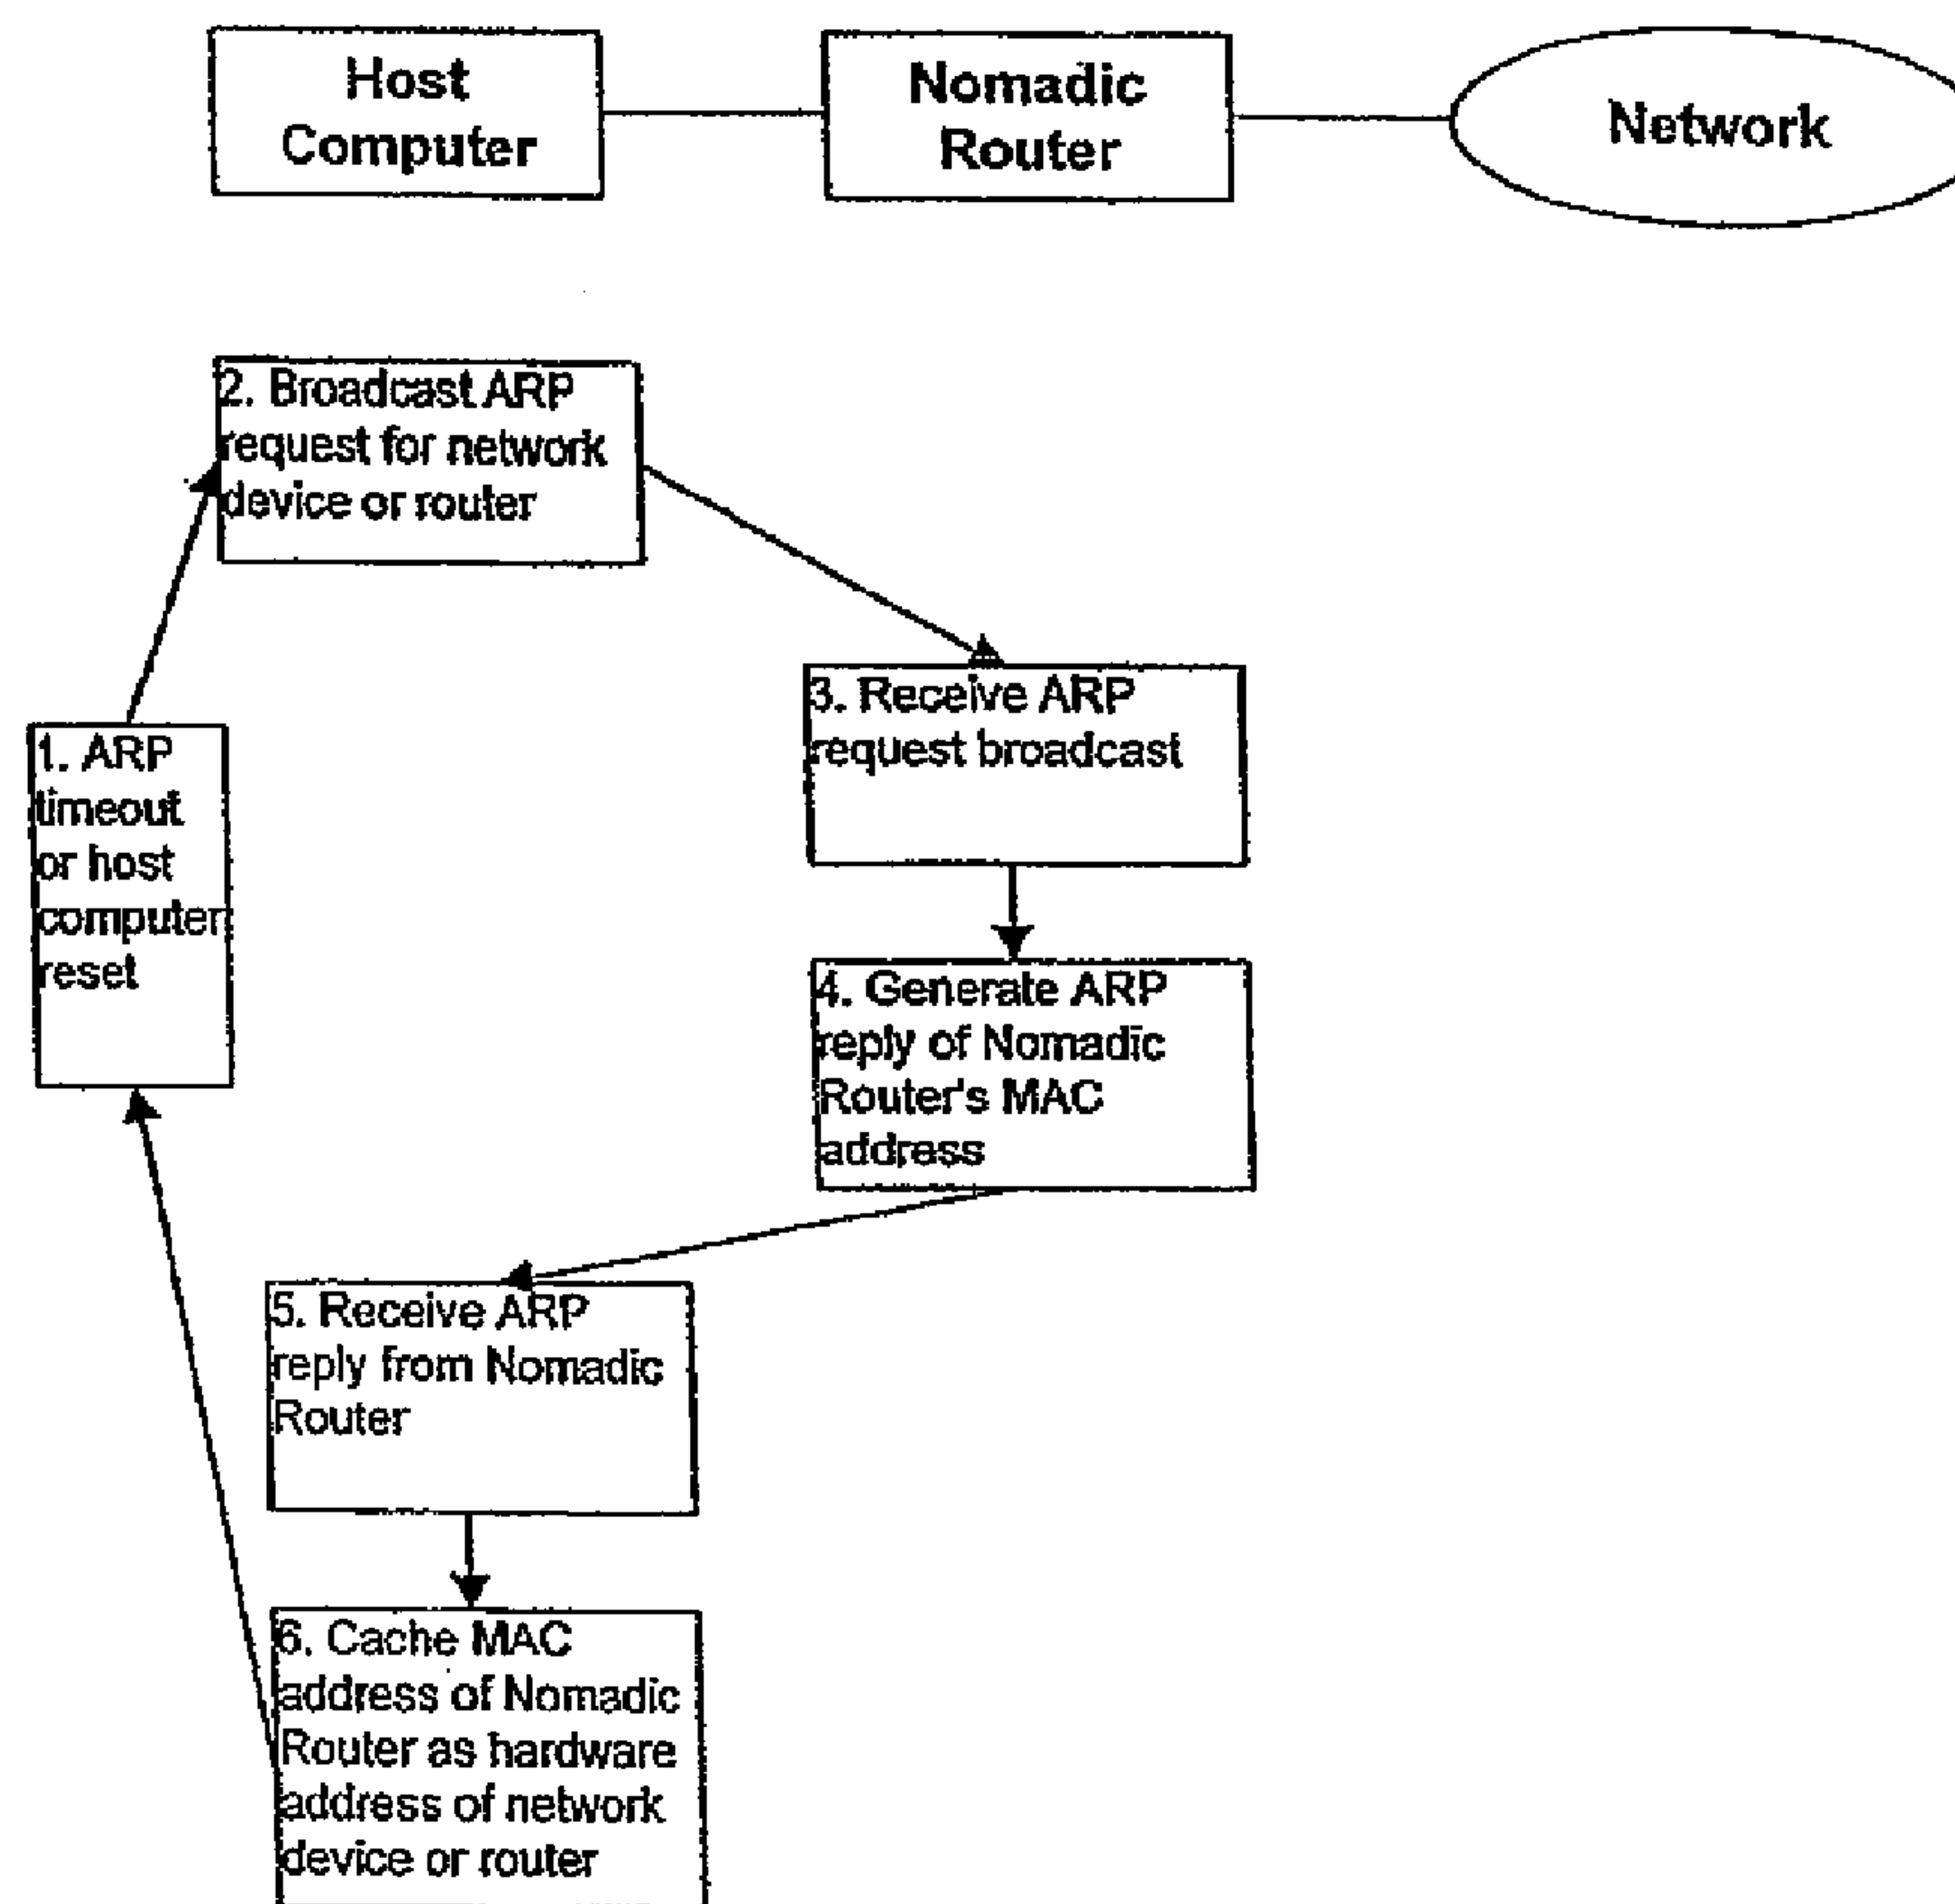 Host
Computer
Nomadic
Router
Network
2. Broadcast ARP
request for network
device or router
3. Receive ARP
request broadcast
1. ARP
timeout
or host
computer
reset
4. Generate ARP
reply of Nomadic
Router's MAC
address
5. Receive ARP
reply from Nomadic
Router
6. Cache MAC
address of Nomadic
Router as hardware
address of network
device or router